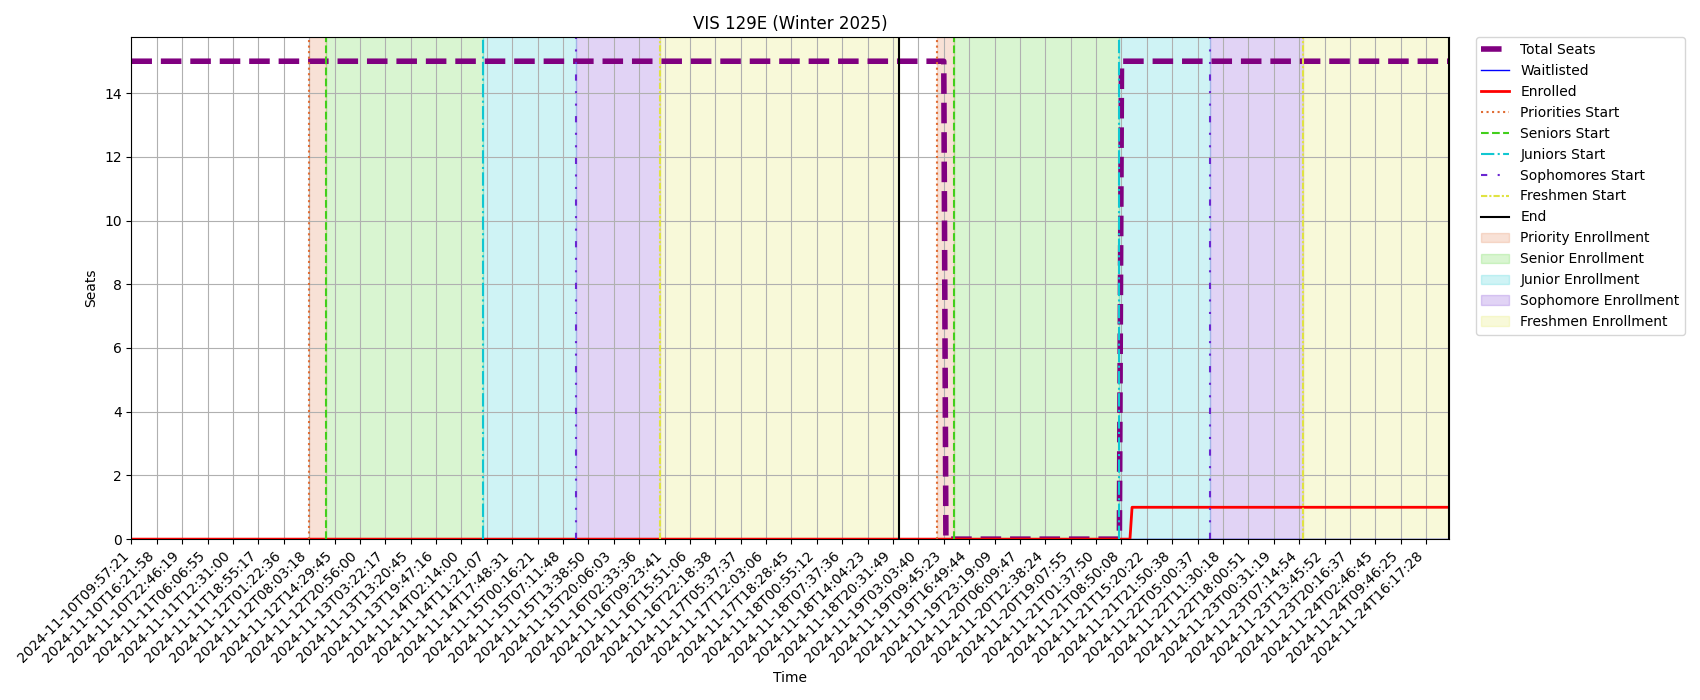 VIS 129E (Winter 2025)
Seats
14
12
10
8
6
4
2
0
2024-11-10T09:57:21
2024-11-10T16:21:58
2024-11-10T22:46:19
2024-11-11T06:06:55
2024-11-11T12:31:00
2024-11-11T18:55:17
2024-11-12T01:22:36
2024-11-12T08:03:18
2024-11-12T14:29:45
2024-11-12T20:56:00
2024-11-13T03:22:17
2024-11-13T13:20:45
2024-11-13T19:47:16
2024-11-14T02:14:00
2024-11-14T11:21:07
2024-11-14T17:48:31
2024-11-15T00:16:21
2024-11-15T07:11:48
2024-11-15T13:38:50
2024-11-15T20:06:03
2024-11-16T02:33:36
2024-11-16T09:23:41
2024-11-16T15:51:06
2024-11-16T22:18:38
2024-11-17T05:37:37
2024-11-17T12:03:06
2024-11-17T18:28:45
2024-11-18T00:55:12
2024-11-18T07:37:36
2024-11-18T14:04:23
2024-11-18T20:31:49
2024-11-19T03:03:40
2024-11-19T09:45:23
2024-11-19T16:49:44
2024-11-19T23:19:09
2024-11-20T06:09:47
2024-11-20T12:38:24
2024-11-20T19:07:55
2024-11-21T01:37:50
2024-11-21T08:50:08
2024-11-21T15:20:22
2024-11-21T21:50:38
2024-11-22T05:00:37
2024-11-22T11:30:18
2024-11-22T18:00:51
2024-11-23T00:31:19
2024-11-23T07:14:54
2024-11-23T13:45:52
2024-11-23T20:16:37
2024-11-24T02:46:45
2024-11-24T09:46:25
2024-11-24T16:17:28
Time
Total Seats
Waitlisted
Enrolled
Priorities Start
Seniors Start
Juniors Start
Sophomores Start
Freshmen Start
End
Priority Enrollment
Senior Enrollment
Junior Enrollment
Sophomore Enrollment
Freshmen Enrollment